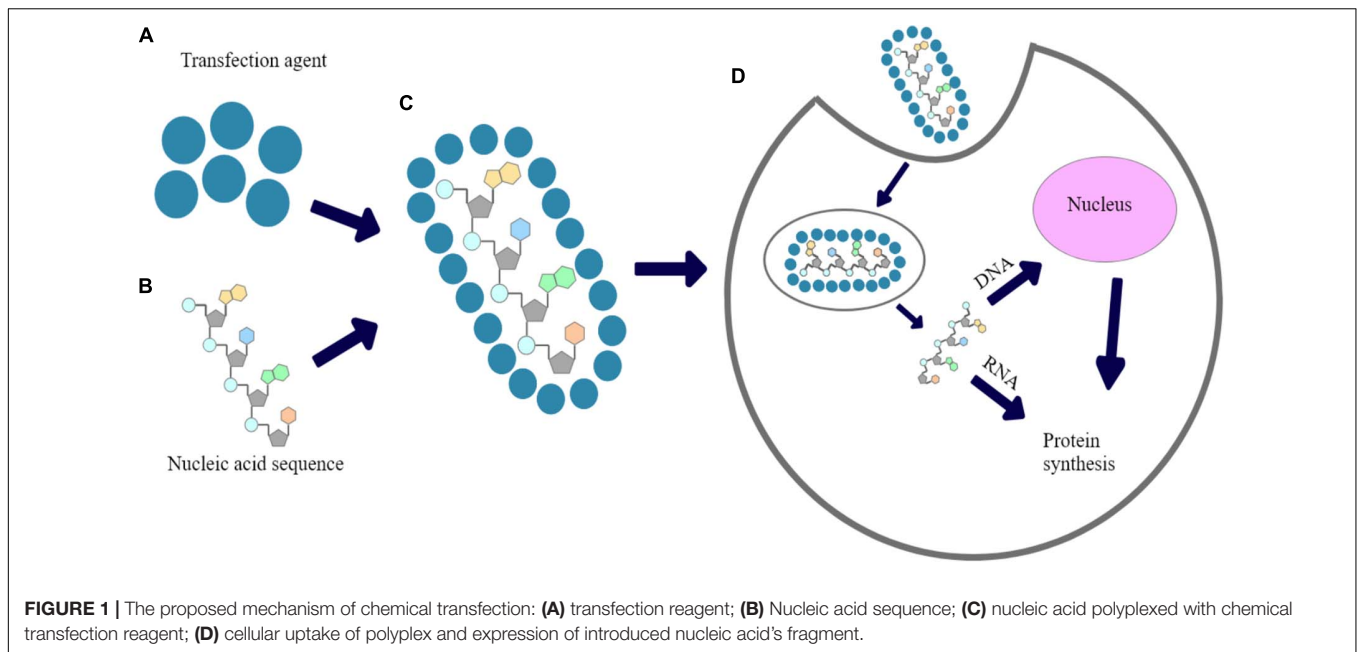 A
Transfection agent
B
Nucleic acid sequence
C
D
Nucleus
DNA
RNA
Protein
synthesis
FIGURE 1 | The proposed mechanism of chemical transfection: (A) transfection reagent; (B) Nucleic acid sequence; (C) nucleic acid polyplexed with chemical
transfection reagent; (D) cellular uptake of polyplex and expression of introduced nucleic acid’s fragment.